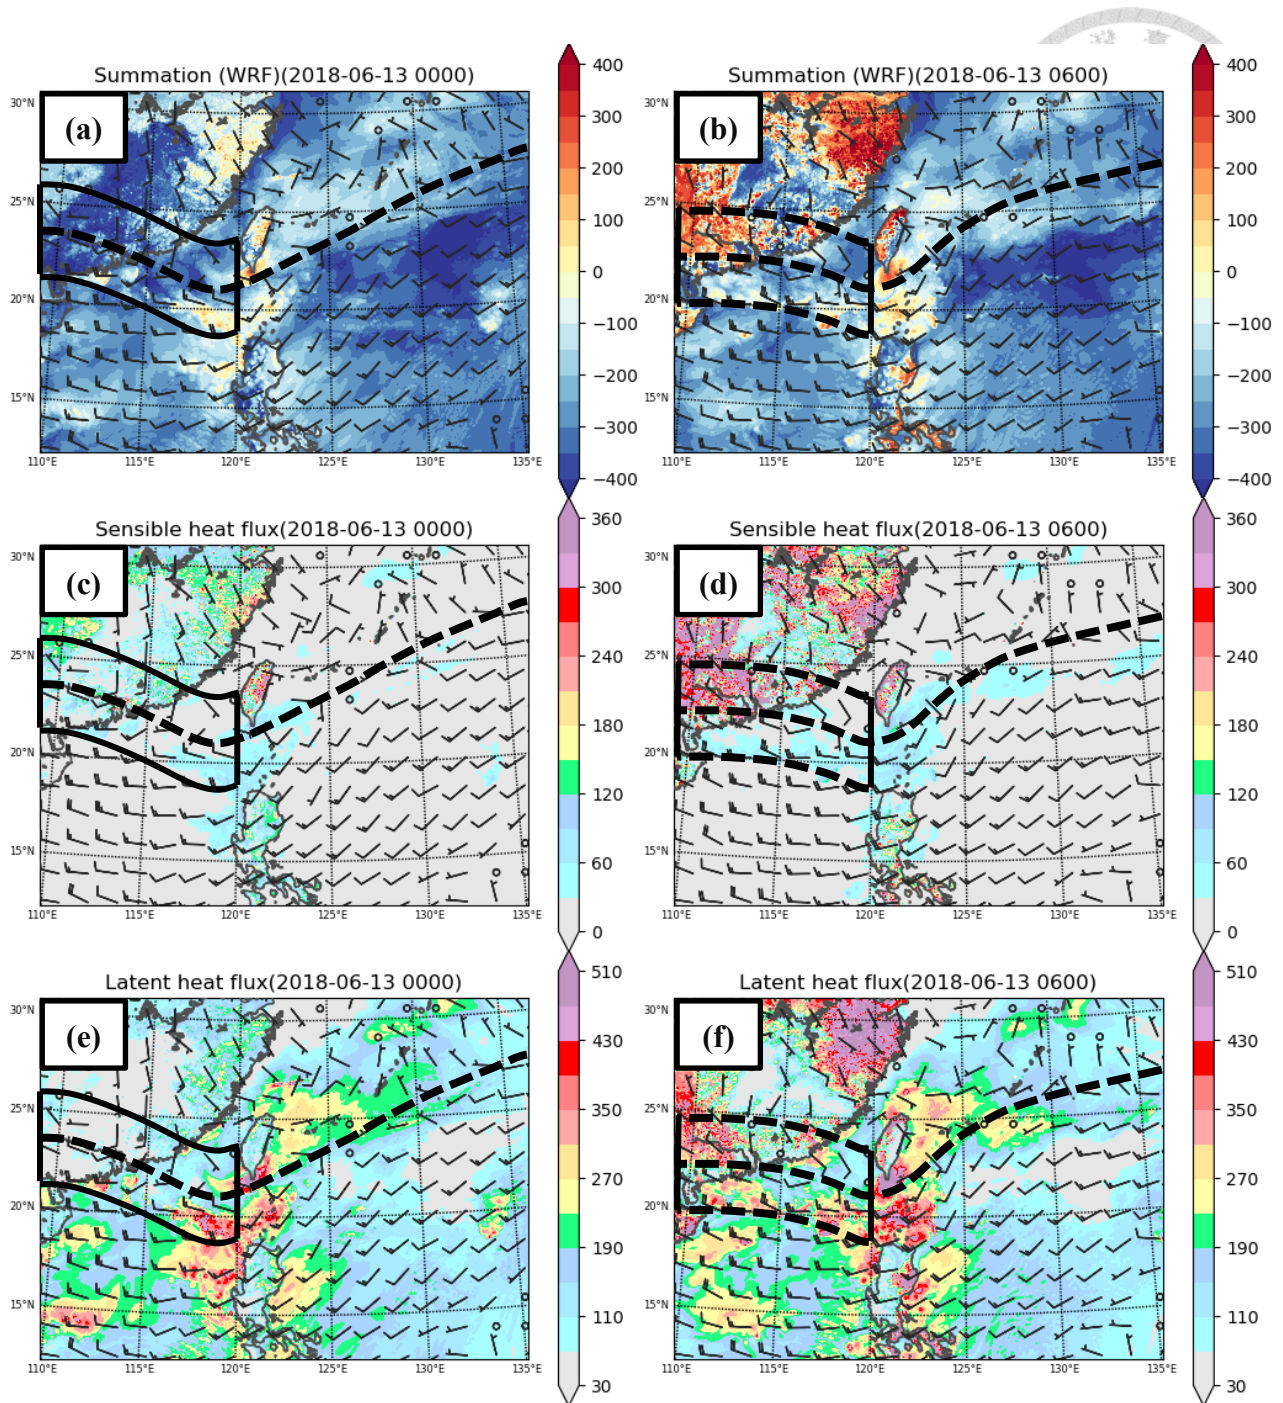 Summation (WRF)(2018-06-13 0000)
(a)
30°N
25°N
20°N
15°N
110°E 115°E 120°E 125°E 130°E 135°E
400
300
200
100
0
−100
−200
−300
−400
Summation (WRF)(2018-06-13 0600)
(b)
30°N
25°N
20°N
15°N
110°E 115°E 120°E 125°E 130°E 135°E
400
300
200
100
0
−100
−200
−300
−400
Sensible heat flux(2018-06-13 0000)
(c)
30°N
25°N
20°N
15°N
110°E 115°E 120°E 125°E 130°E 135°E
360
300
240
180
120
60
0
Sensible heat flux(2018-06-13 0600)
(d)
30°N
25°N
20°N
15°N
110°E 115°E 120°E 125°E 130°E 135°E
360
300
240
180
120
60
0
Latent heat flux(2018-06-13 0000)
(e)
30°N
25°N
20°N
15°N
110°E 115°E 120°E 125°E 130°E 135°E
510
430
350
270
190
110
30
Latent heat flux(2018-06-13 0600)
(f)
30°N
25°N
20°N
15°N
110°E 115°E 120°E 125°E 130°E 135°E
510
430
350
270
190
110
30